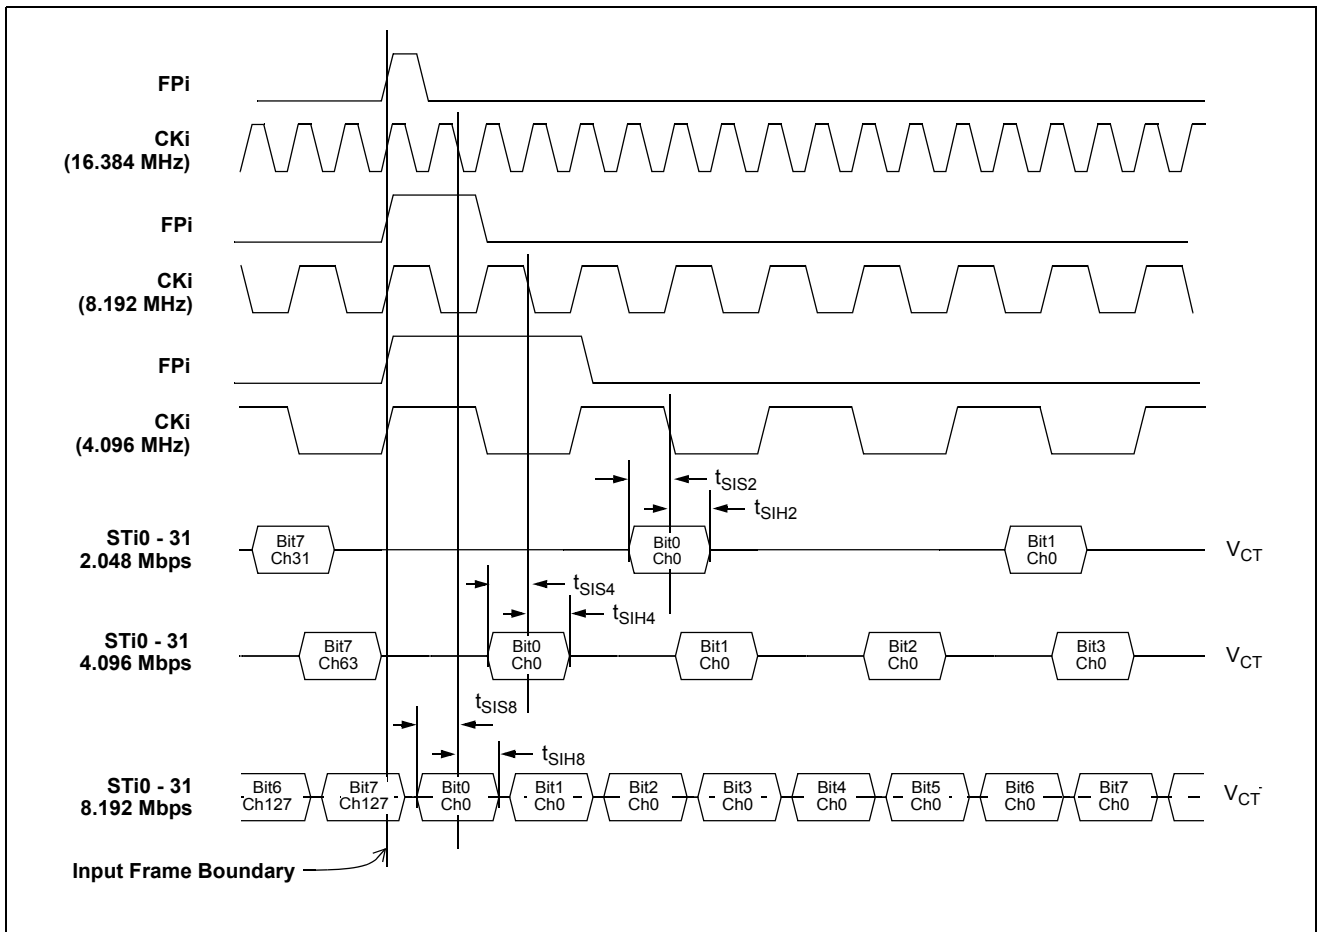 FPi
CKi
(16.384 MHz)
FPi
CKi
(8.192 MHz)
FPi
CKi
(4.096 MHz)
tSIS2
tSIH2
STi0 - 31
2.048 Mbps
Bit7
Ch31
Bit0
Ch0
Bit1
Ch0
VCT
tSIS4
tSIH4
STi0 - 31
4.096 Mbps
Bit7
Ch63
Bit0
Ch0
Bit1
Ch0
Bit2
Ch0
Bit3
Ch0
VCT
tSIS8
tSIH8
STi0 - 31
8.192 Mbps
Bit6
Ch127
Bit7
Ch127
Bit0
Ch0
Bit1
Ch0
Bit2
Ch0
Bit3
Ch0
Bit4
Ch0
Bit5
Ch0
Bit6
Ch0
Bit7
Ch0
VCT
Input Frame Boundary